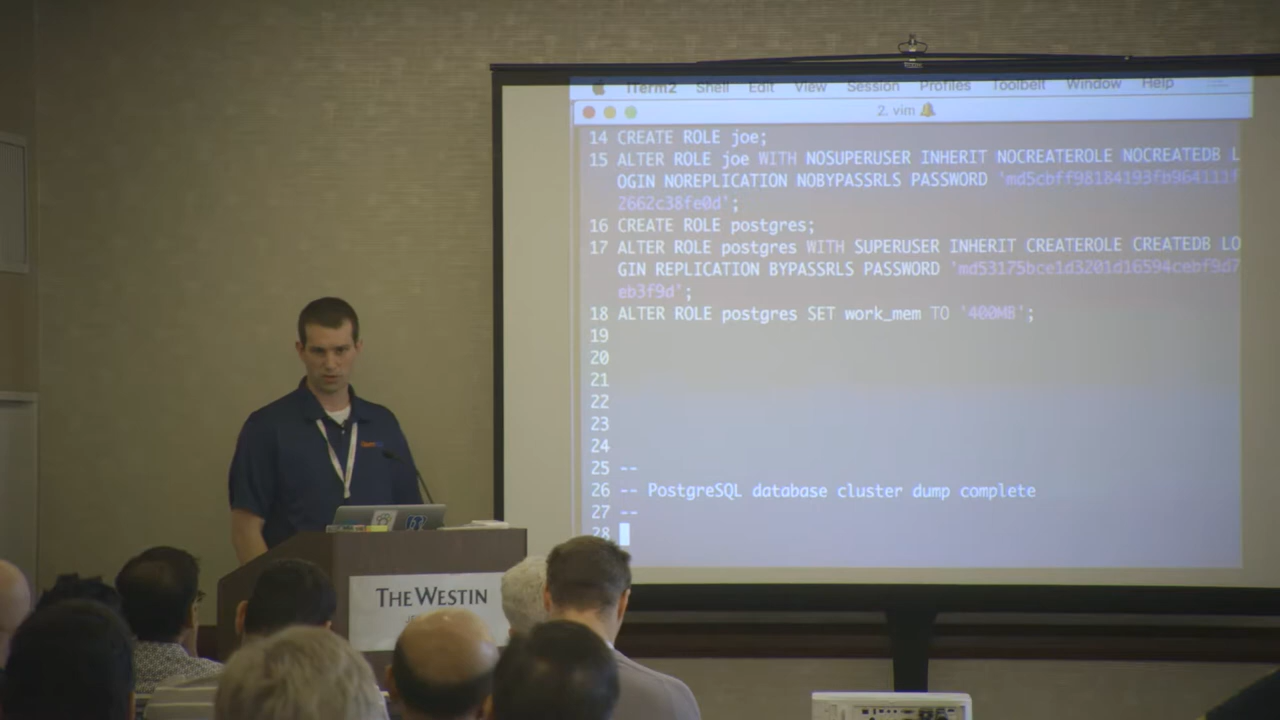 iTerm2 Shell Edit View Session Profiles Toolbelt Window Help
2. vim
14 CREATE ROLE joe;
15 ALTER ROLE joe WITH NOSUPERUSER INHERIT NOCREATEROLE NOCREATEDB L
OGIN NOREPLICATION NOBYPASSRLS PASSWORD 'md5cbff98184193fb964111f
2662c38fe0d';
16 CREATE ROLE postgres;
17 ALTER ROLE postgres WITH SUPERUSER INHERIT CREATEROLE CREATEDB LO
GIN REPLICATION BYPASSRLS PASSWORD 'md53175bce1d3201d16594cebf9d7
eb3f9d';
18 ALTER ROLE postgres SET work_mem TO '400MB';
19
20
21
22
23
24
25 --
26 -- PostgreSQL database cluster dump complete
27 --
28
THE WESTIN